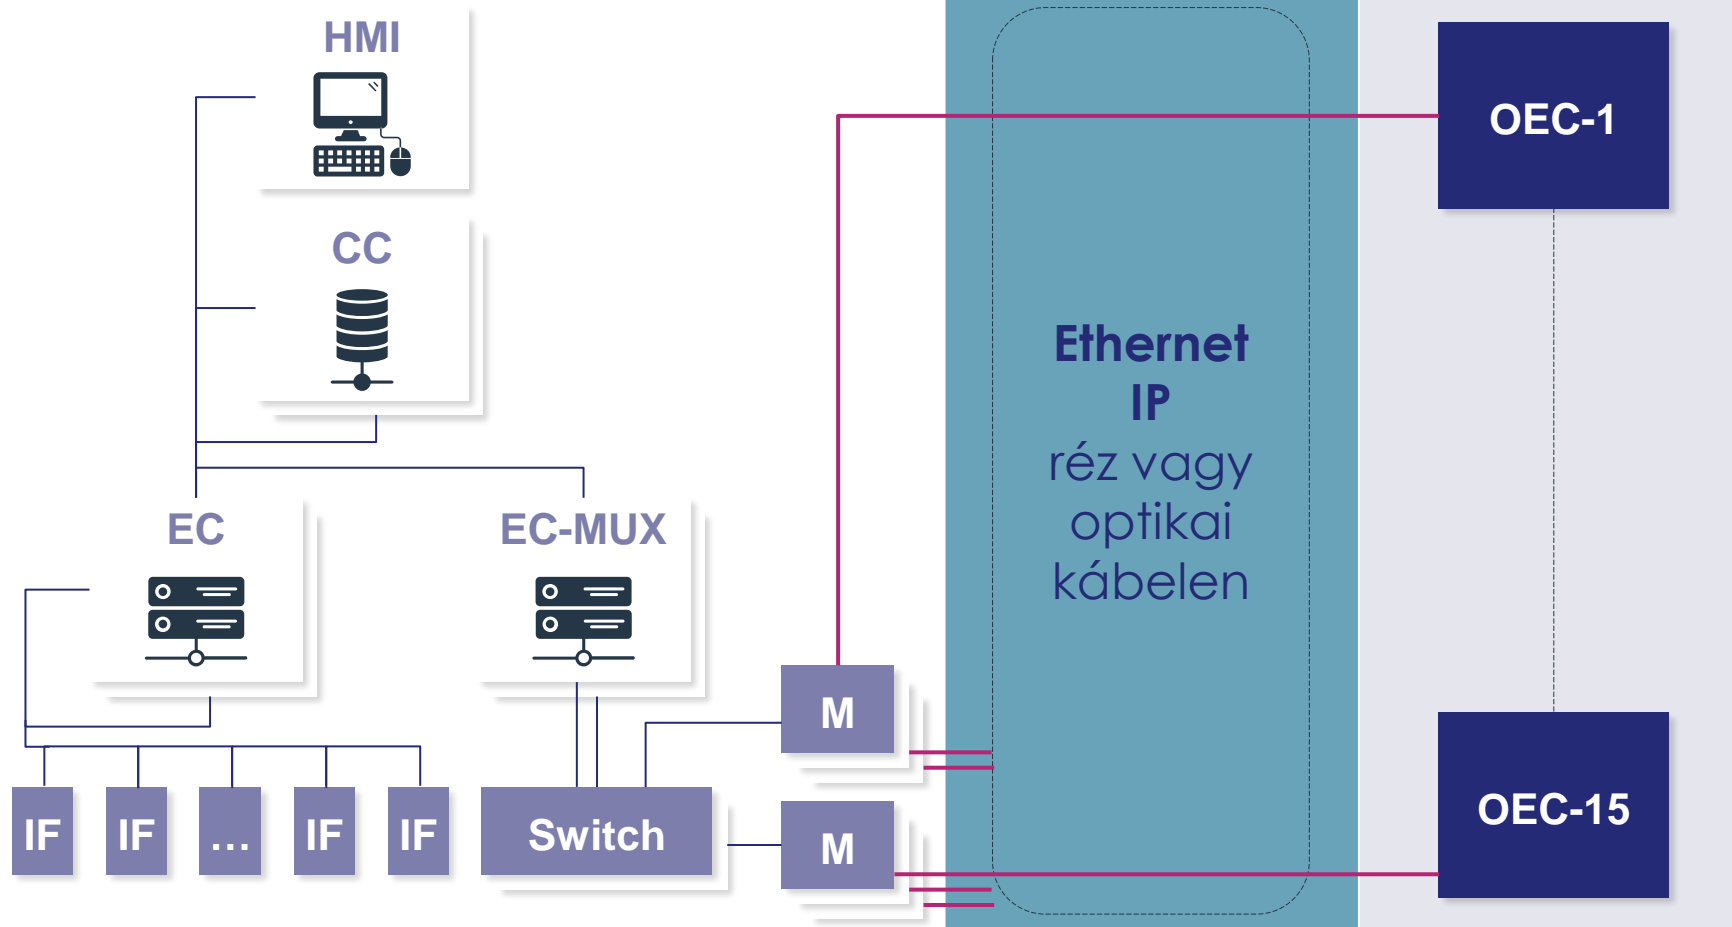 HMI
CC
EC
EC-MUX
IF
IF
...
IF
IF
Switch
M
M
Ethernet
IP
réz vagy
optikai
kábelen
OEC-1
OEC-15